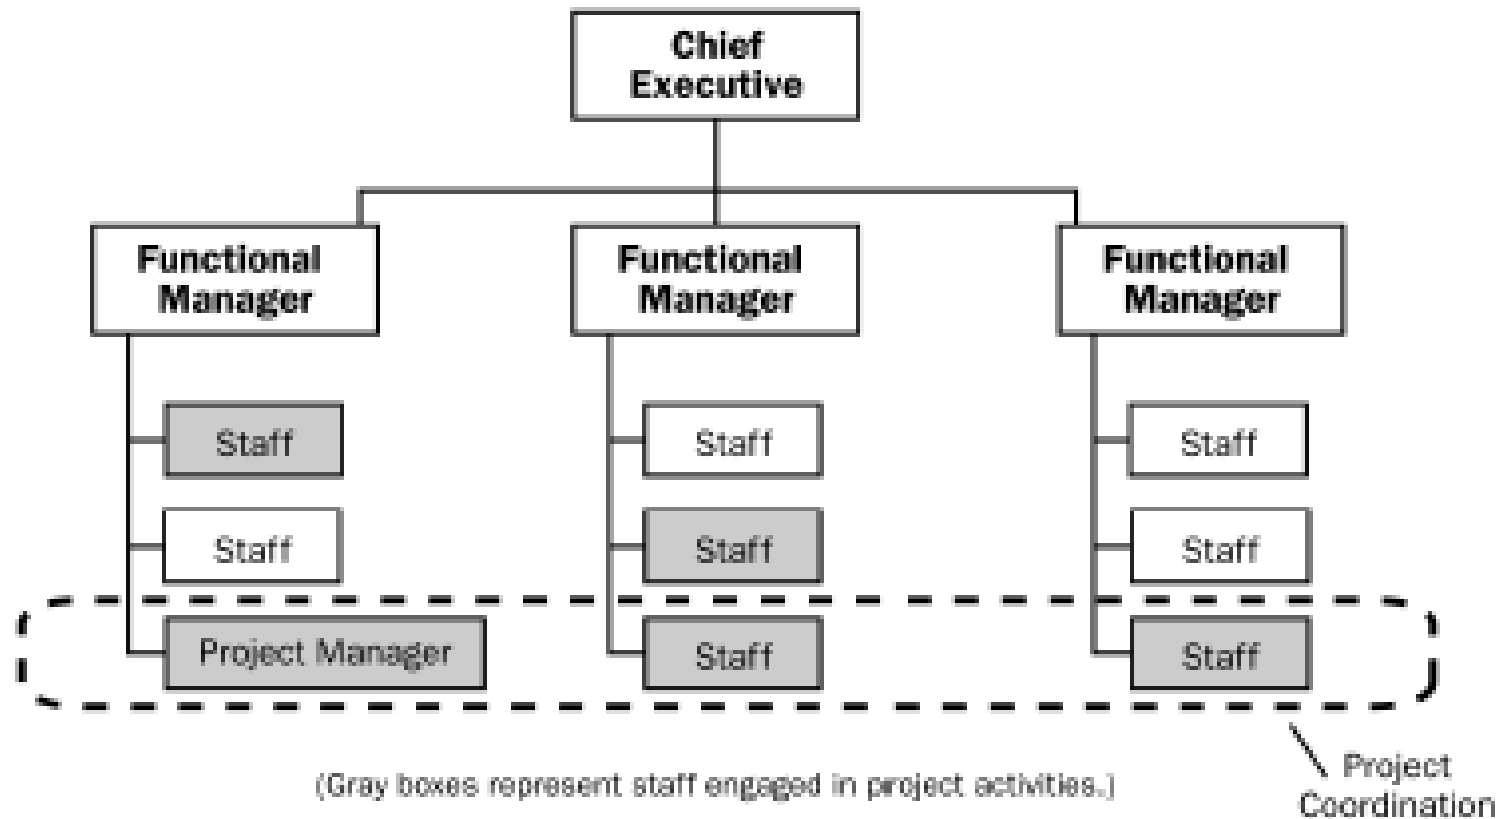 Chief
Executive
Functional
Manager
Functional
Manager
Functional
Manager
Staff
Staff
Staff
Staff
Staff
Staff
Project Manager
Staff
Staff
(Gray boxes represent staff engaged in project activities.)
Project
Coordination